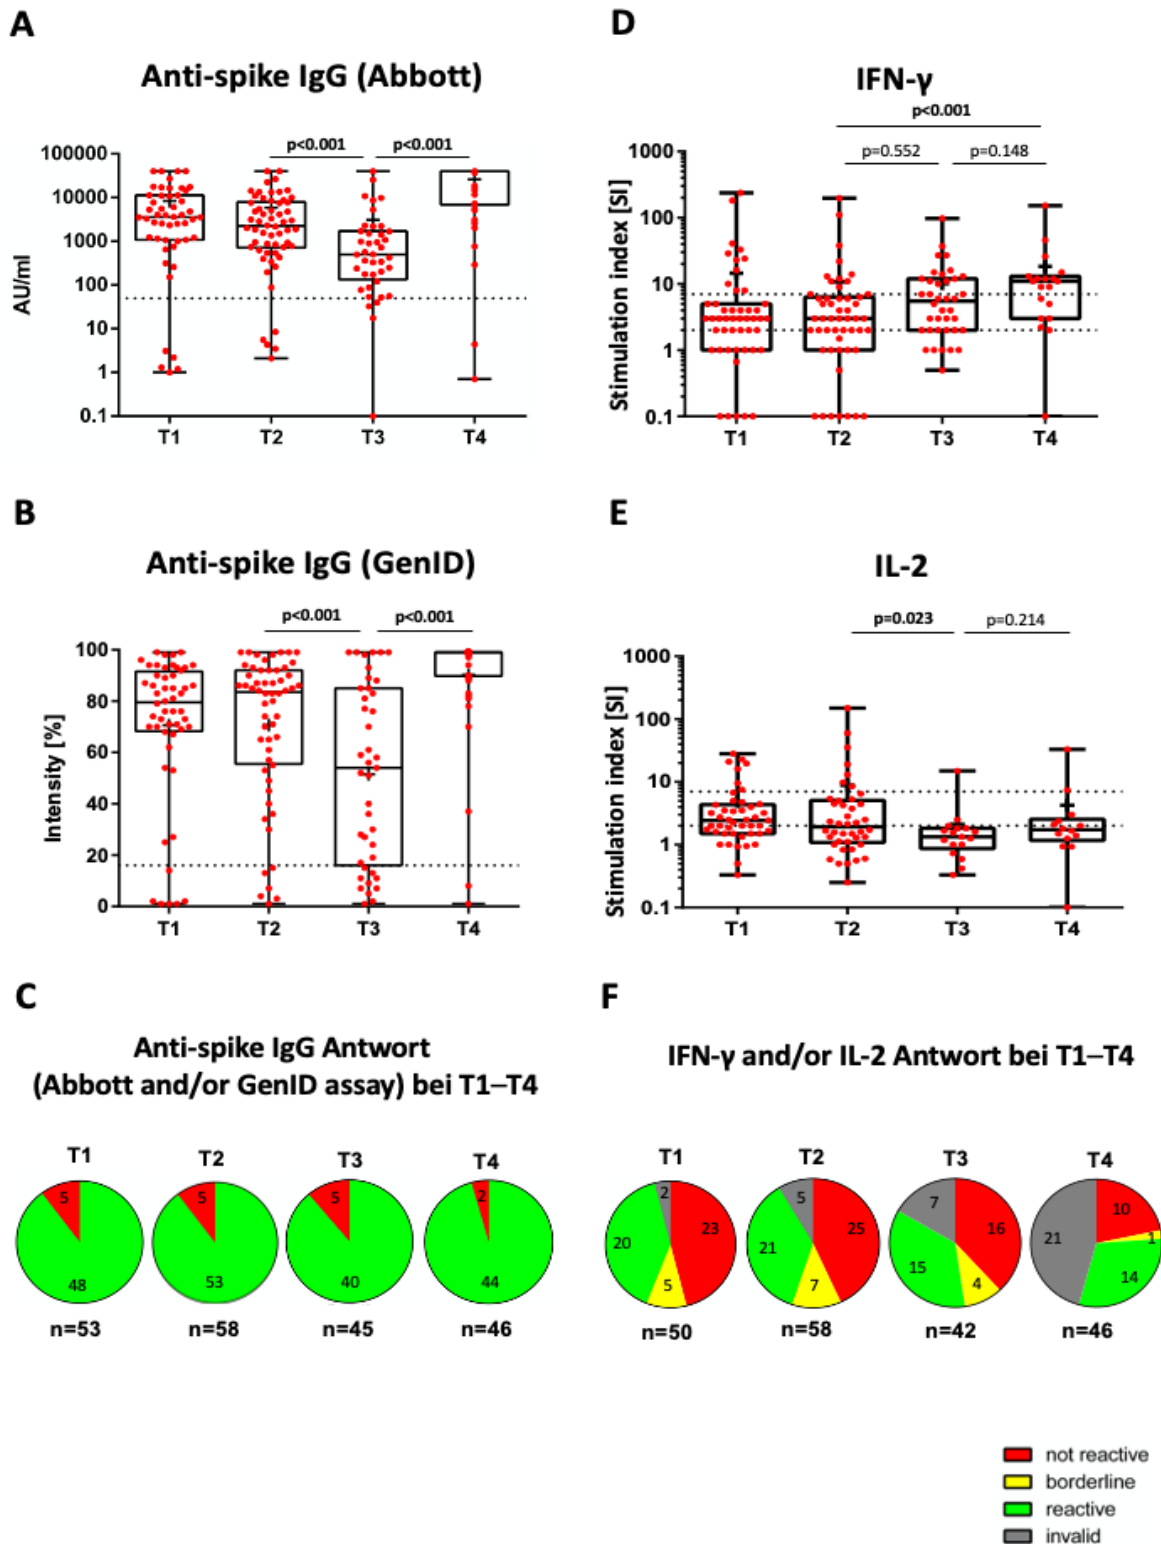 A
Anti-spike IgG (Abbott)
p<0.001 p<0.001
AU/ml
100000
10000
1000
100
10
1
0.1
T1 T2 T3 T4
D
IFN-γ
p<0.001
p=0.552 p=0.148
Stimulation index [SI]
1000
100
10
1
0.1
T1 T2 T3 T4
B
Anti-spike IgG (GenID)
p<0.001 p<0.001
Intensity [%]
100
80
60
40
20
0
T1 T2 T3 T4
E
IL-2
p=0.023 p=0.214
Stimulation index [SI]
1000
100
10
1
0.1
T1 T2 T3 T4
C
Anti-spike IgG Antwort
(Abbott and/or GenID assay) bei T1–T4
T1 T2 T3 T4
5 5 5 2
48 53 40 44
n=53 n=58 n=45 n=46
F
IFN-γ and/or IL-2 Antwort bei T1–T4
T1 T2 T3 T4
2 23 5 20
5 25 7 21
7 16 4 15
21 10 1 14
n=50 n=58 n=42 n=46
not reactive
borderline
reactive
invalid